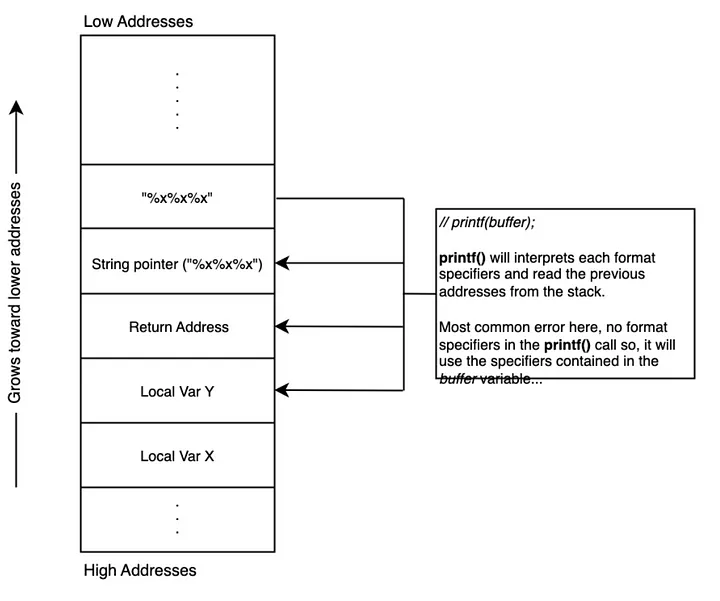 Low Addresses
Grows toward lower addresses
"%x%x%x"
String pointer ("%x%x%x")
Return Address
Local Var Y
Local Var X
High Addresses
// printf(buffer);
printf() will interprets each format
specifiers and read the previous
addresses from the stack.
Most common error here, no format
specifiers in the printf() call so, it will
use the specifiers contained in the
buffer variable...